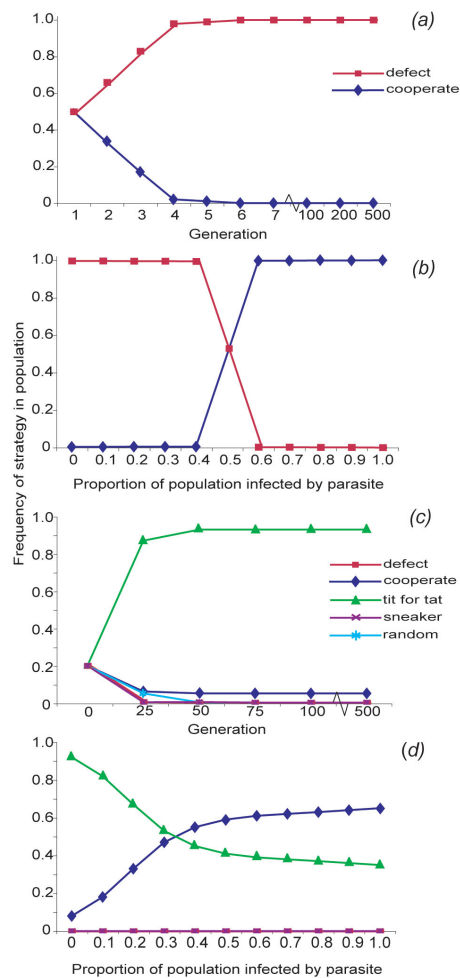 (a)
1.0
0.8
0.6
0.4
0.2
0
defect
cooperate
1 2 3 4 5 6 7 100 200 500
Generation
(b)
1.0
0.8
0.6
0.4
0.2
0
0 0.1 0.2 0.3 0.4 0.5 0.6 0.7 0.8 0.9 1.0
Proportion of population infected by parasite
Frequency of strategy in population
(c)
1.0
0.8
0.6
0.4
0.2
0
defect
cooperate
tit for tat
sneaker
random
0 25 50 75 100 500
Generation
(d)
1.0
0.8
0.6
0.4
0.2
0
0 0.1 0.2 0.3 0.4 0.5 0.6 0.7 0.8 0.9 1.0
Proportion of population infected by parasite